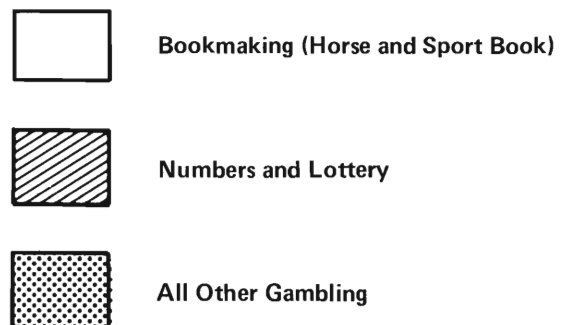 Bookmaking (Horse and Sport Book)
Numbers and Lottery
All Other Gambling